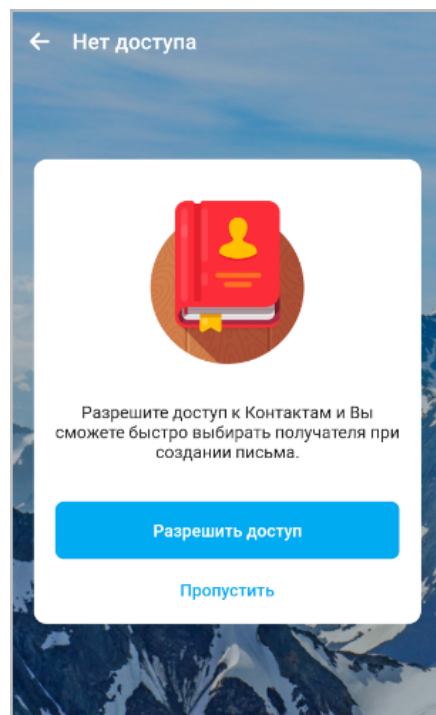 Нет доступа
Разрешите доступ к Контактам и Вы
сможете быстро выбирать получателя при
создании письма.
Разрешить доступ
Пропустить